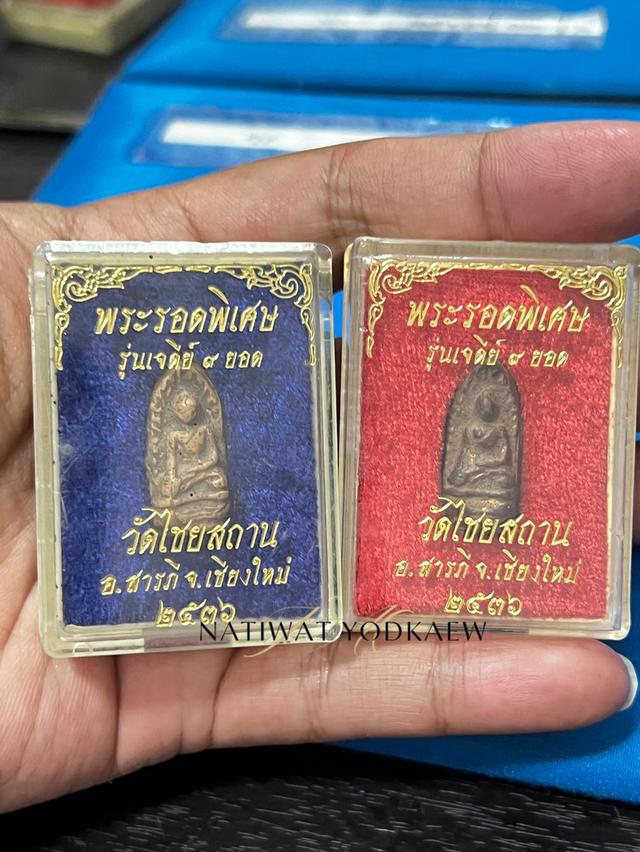 พระรอดพิเศษ
รุ่นเจดีย์ ๙ ยอด
วัดไชยสถาน
อ.สารภี จ.เชียงใหม่
๒๕๓๖
พระรอดพิเศษ
รุ่นเจดีย์ ๙ ยอด
วัดไชยสถาน
อ.สารภี จ.เชียงใหม่
๒๕๓๖
NATIWAT YODKAEW